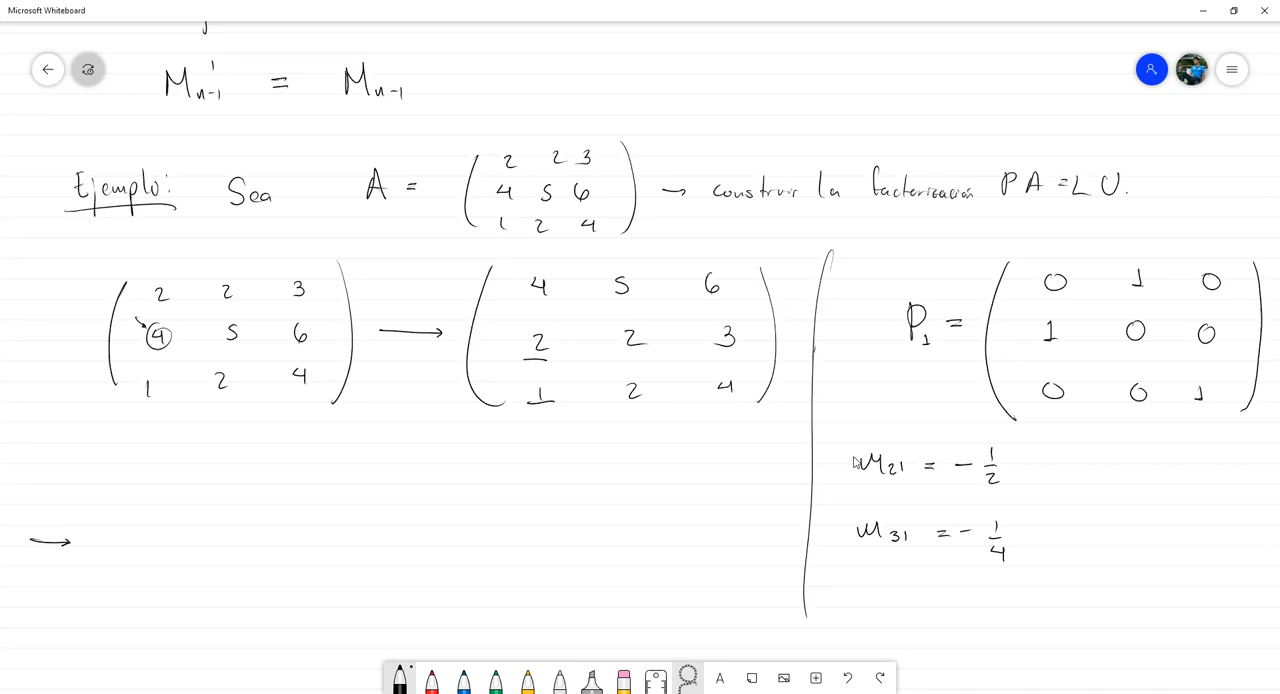 Microsoft Whiteboard
M'n-1 = Mn-1
Ejemplo: Sea A = ( 2 2 3
4 5 6
1 2 4 ) → construir la factorización PA = LU.
( 2 2 3
4 5 6
1 2 4 ) → ( 4 5 6
2 2 3
1 2 4 )
P1 = ( 0 1 0
1 0 0
0 0 1 )
m21 = - 1/2
m31 = - 1/4
→
A